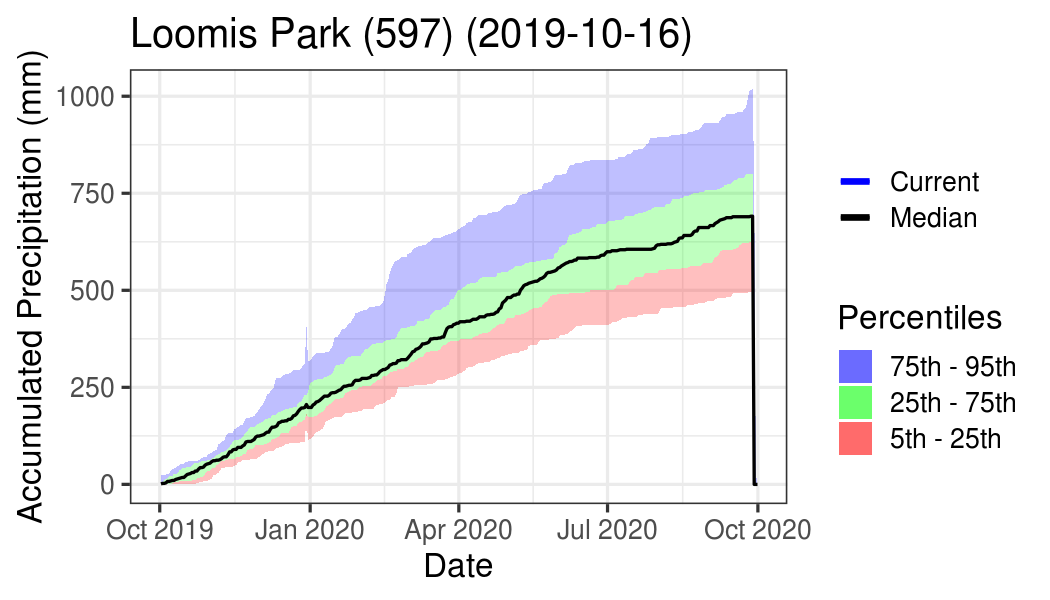 Loomis Park (597) (2019-10-16)
Accumulated Precipitation (mm)
1000
750
500
250
0
Oct 2019
Jan 2020
Apr 2020
Jul 2020
Oct 2020
Date
Current
Median
Percentiles
75th - 95th
25th - 75th
5th - 25th